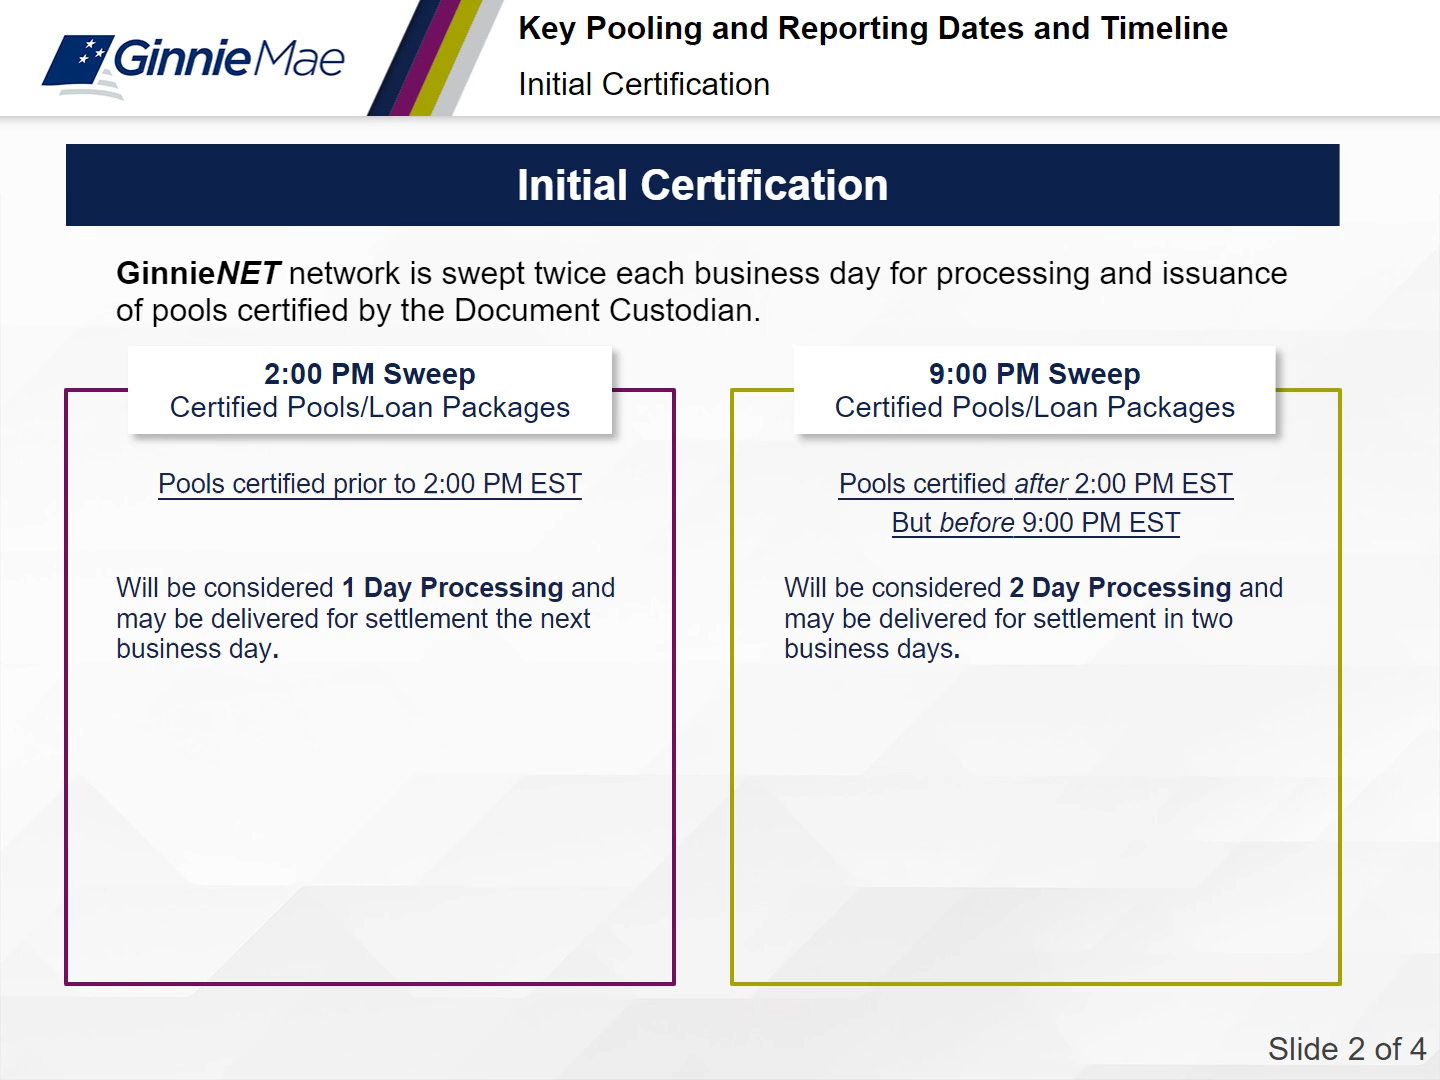 GinnieMae
Key Pooling and Reporting Dates and Timeline
Initial Certification
Initial Certification
GinnieNET network is swept twice each business day for processing and issuance
of pools certified by the Document Custodian.
2:00 PM Sweep
Certified Pools/Loan Packages
Pools certified prior to 2:00 PM EST
Will be considered 1 Day Processing and
may be delivered for settlement the next
business day.
9:00 PM Sweep
Certified Pools/Loan Packages
Pools certified after 2:00 PM EST
But before 9:00 PM EST
Will be considered 2 Day Processing and
may be delivered for settlement in two
business days.
Slide 2 of 4